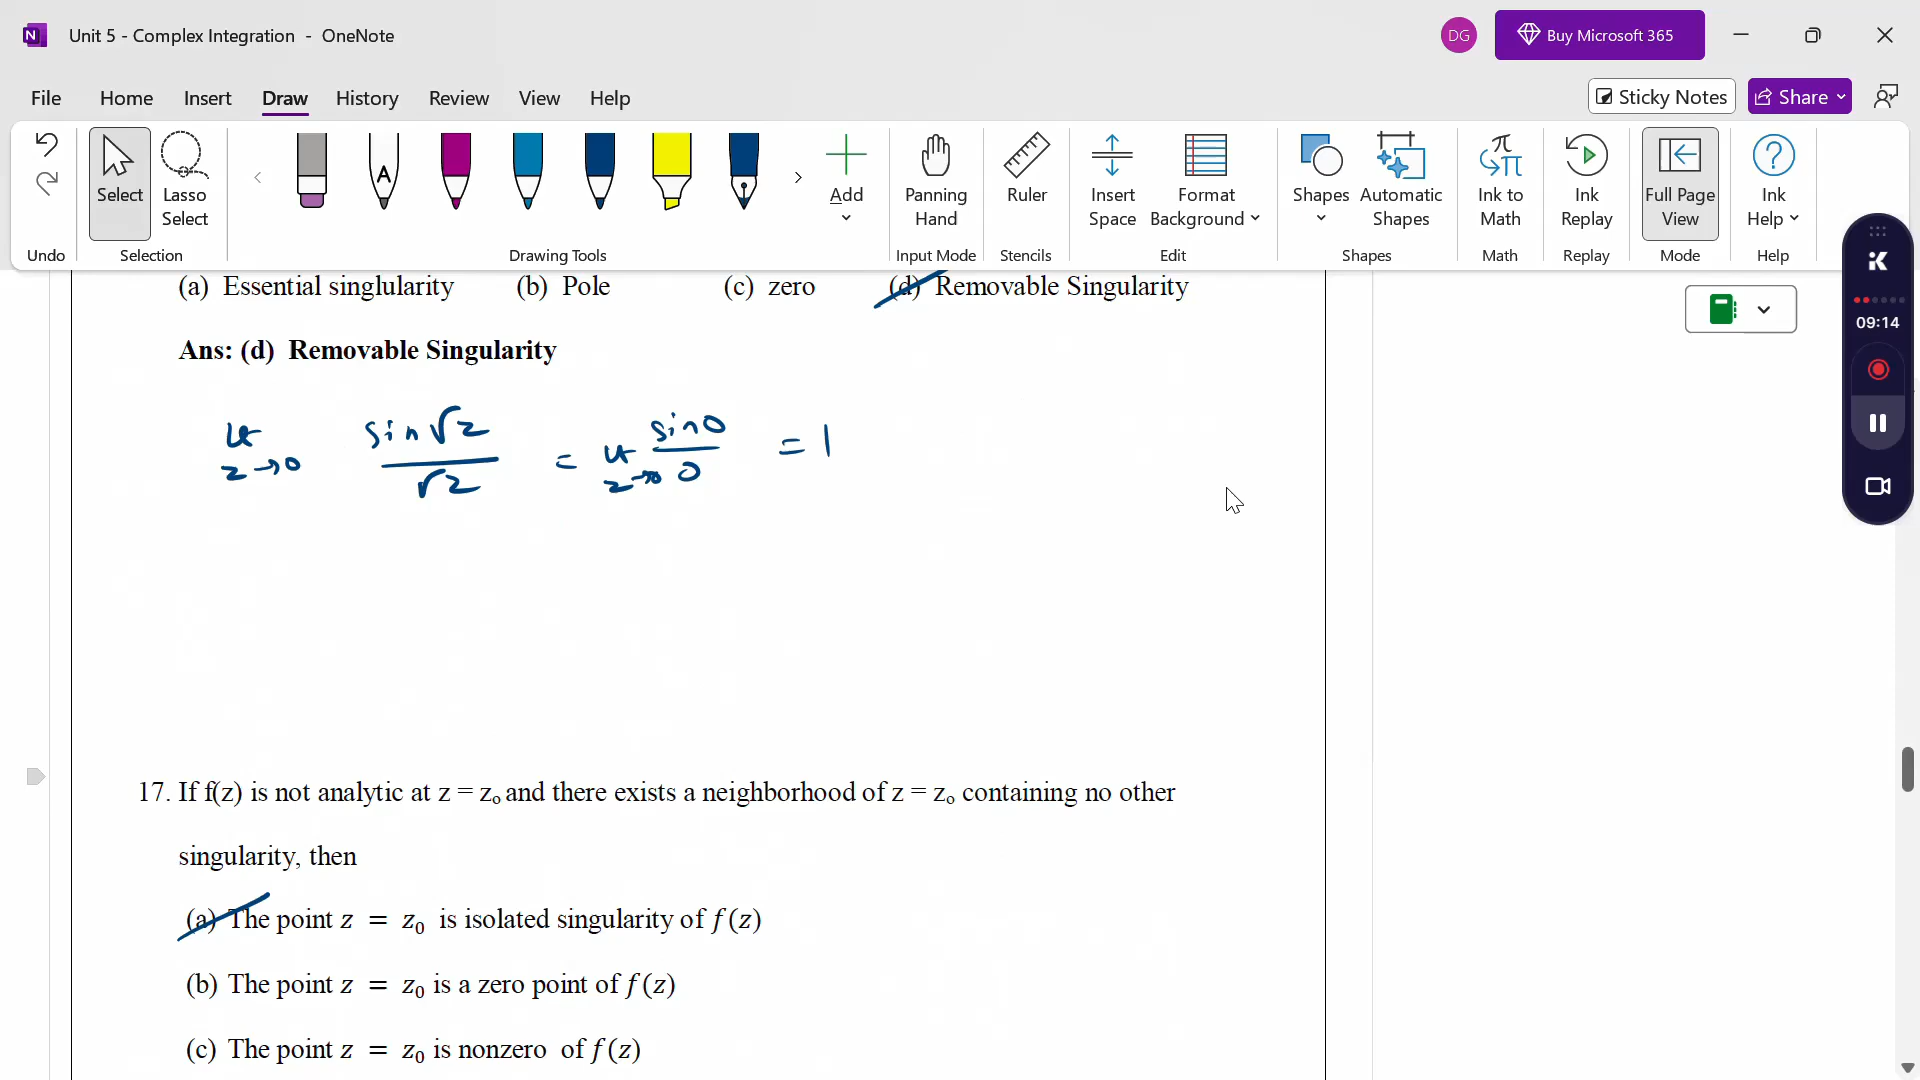 Unit 5 - Complex Integration - OneNote
DG
Buy Microsoft 365
File Home Insert Draw History Review View Help
Sticky Notes
Share
Select
Lasso Select
A
Add
Panning Hand
Ruler
Insert Space
Format Background
Shapes
Automatic Shapes
Ink to Math
Ink Replay
Full Page View
Ink Help
Undo
Selection
Drawing Tools
Input Mode
Stencils
Edit
Shapes
Math
Replay
Mode
Help
09:14
(a) Essential singlularity (b) Pole (c) zero (d) Removable Singularity
Ans: (d) Removable Singularity
lt z→0 sin√z / √z = lt z→0 sin0 / 0 = 1
17. If f(z) is not analytic at z = z₀ and there exists a neighborhood of z = z₀ containing no other
singularity, then
(a) The point z = z₀ is isolated singularity of f(z)
(b) The point z = z₀ is a zero point of f(z)
(c) The point z = z₀ is nonzero of f(z)